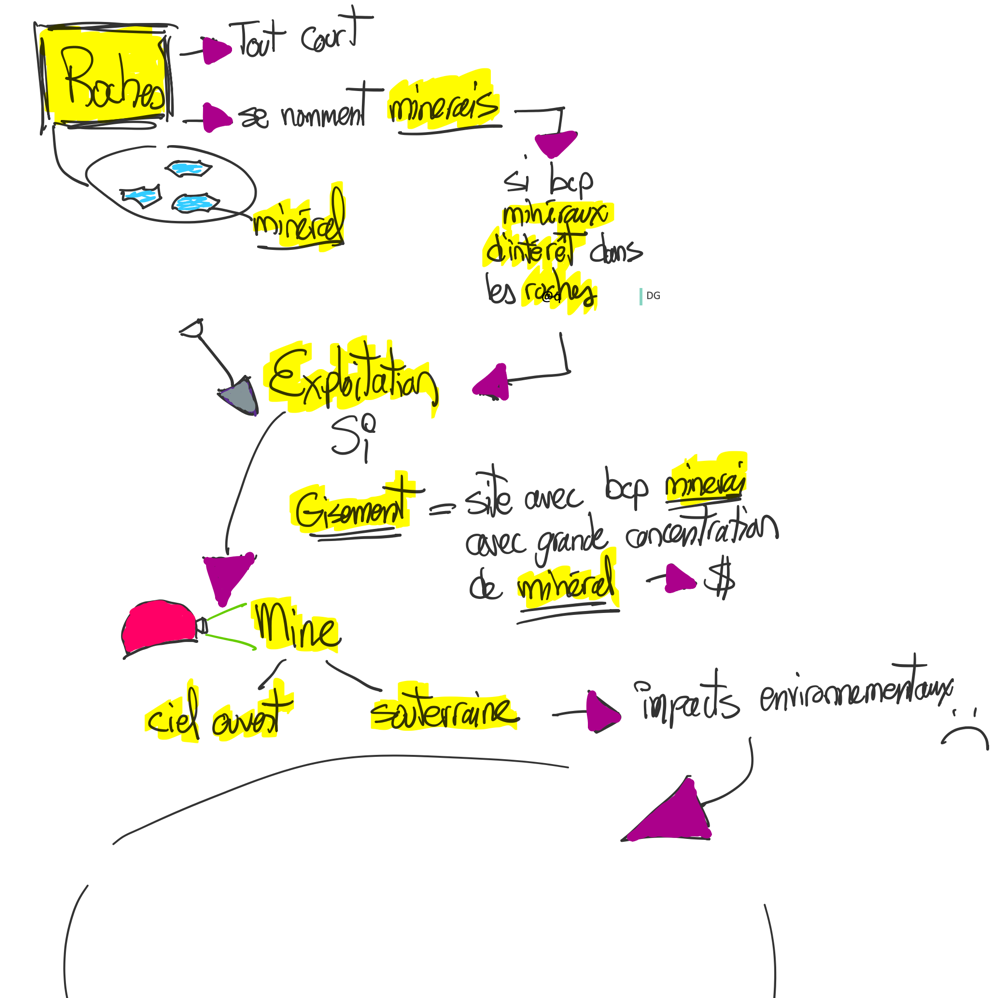 Roches
Tout court
se nomment minerais
si bcp
minéraux
d'intérêt dans
les roches
DG
minéral
Exploitation
Si
Gisement = site avec bcp minerai
avec grande concentration
de minéral $
Mine
ciel ouvert souterraine
impacts environnementaux